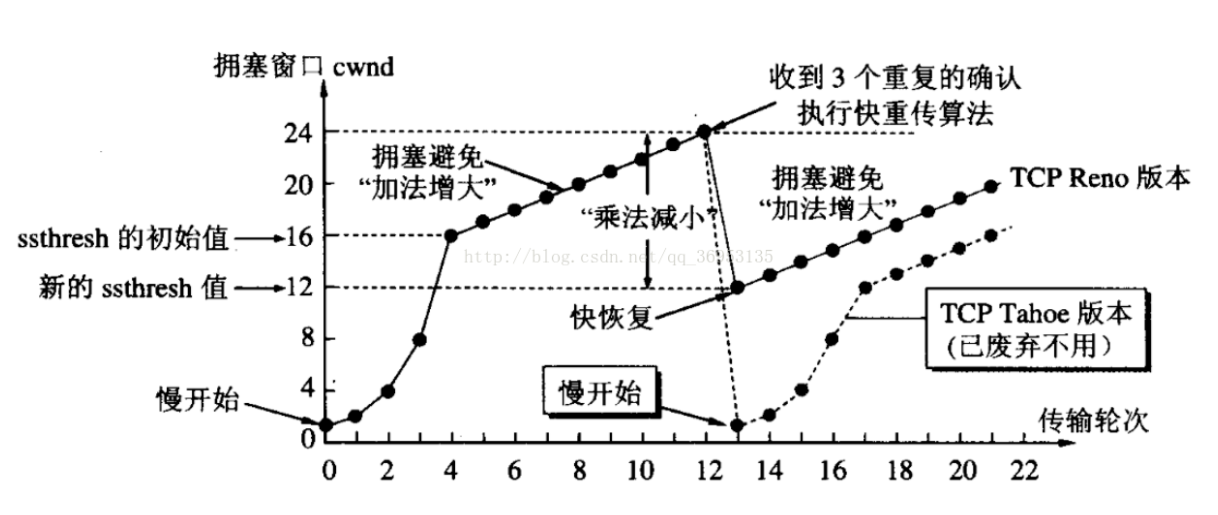 拥塞窗口 cwnd
收到 3 个重复的确认
执行快重传算法
24
拥塞避免
“加法增大”
20
拥塞避免
“加法增大”
TCP Reno 版本
“乘法减小”
ssthresh 的初始值
16
http://blog.csdn.net/qq_36953135
新的 ssthresh 值
12
快恢复
TCP Tahoe 版本
(已废弃不用)
8
4
慢开始
慢开始
传输轮次
0
0 2 4 6 8 10 12 14 16 18 20 22